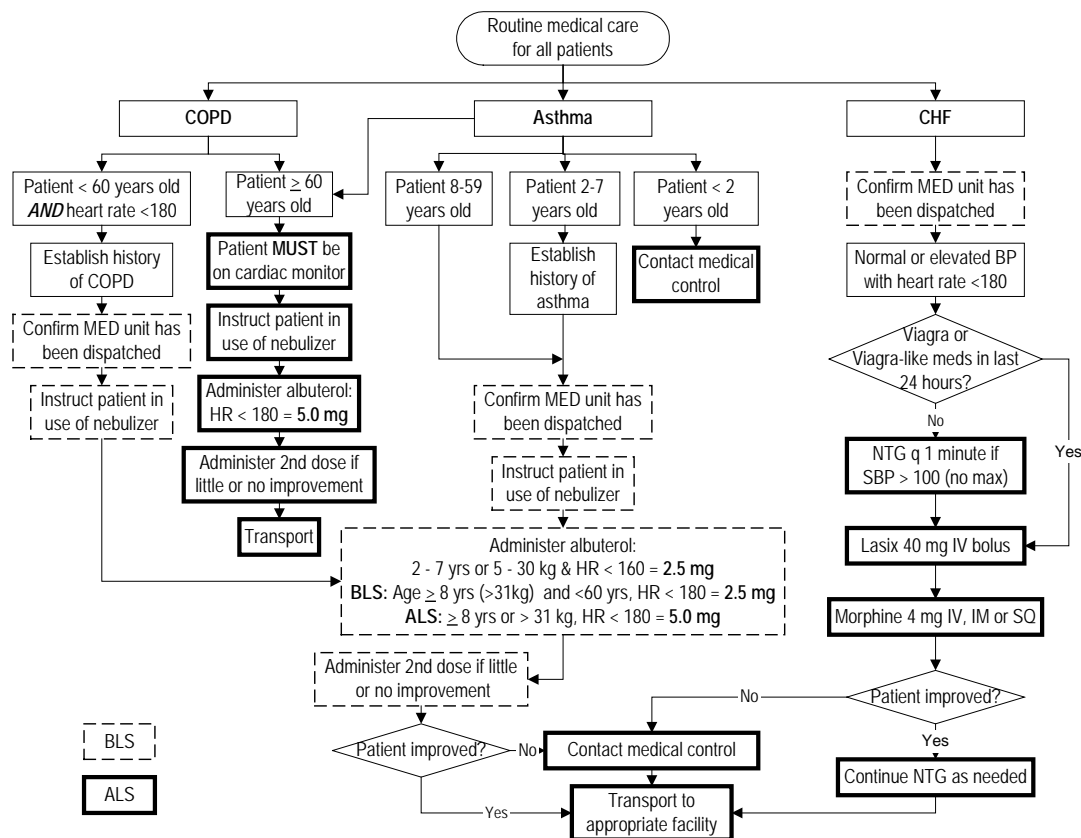 Routine medical care
for all patients
COPD
Asthma
CHF
Patient < 60 years old
AND heart rate <180
Patient ≥ 60
years old
Patient 8-59
years old
Patient 2-7
years old
Patient < 2
years old
Confirm MED unit has
been dispatched
Establish history
of COPD
Patient MUST be
on cardiac monitor
Establish
history of
asthma
Contact medical
control
Normal or elevated BP
with heart rate <180
Confirm MED unit has
been dispatched
Instruct patient in
use of nebulizer
Viagra or
Viagra-like meds in last
24 hours?
Instruct patient in
use of nebulizer
Administer albuterol:
HR < 180 = 5.0 mg
Confirm MED unit has
been dispatched
No
Yes
Administer 2nd dose if
little or no improvement
Instruct patient in
use of nebulizer
NTG q 1 minute if
SBP > 100 (no max)
Transport
Administer albuterol:
2 - 7 yrs or 5 - 30 kg & HR < 160 = 2.5 mg
BLS: Age ≥ 8 yrs (>31kg) and <60 yrs, HR < 180 = 2.5 mg
ALS: ≥ 8 yrs or > 31 kg, HR < 180 = 5.0 mg
Lasix 40 mg IV bolus
Morphine 4 mg IV, IM or SQ
Administer 2nd dose if little
or no improvement
No
Patient improved?
BLS
Patient improved?
No
Contact medical control
Yes
Continue NTG as needed
ALS
Yes
Transport to
appropriate facility